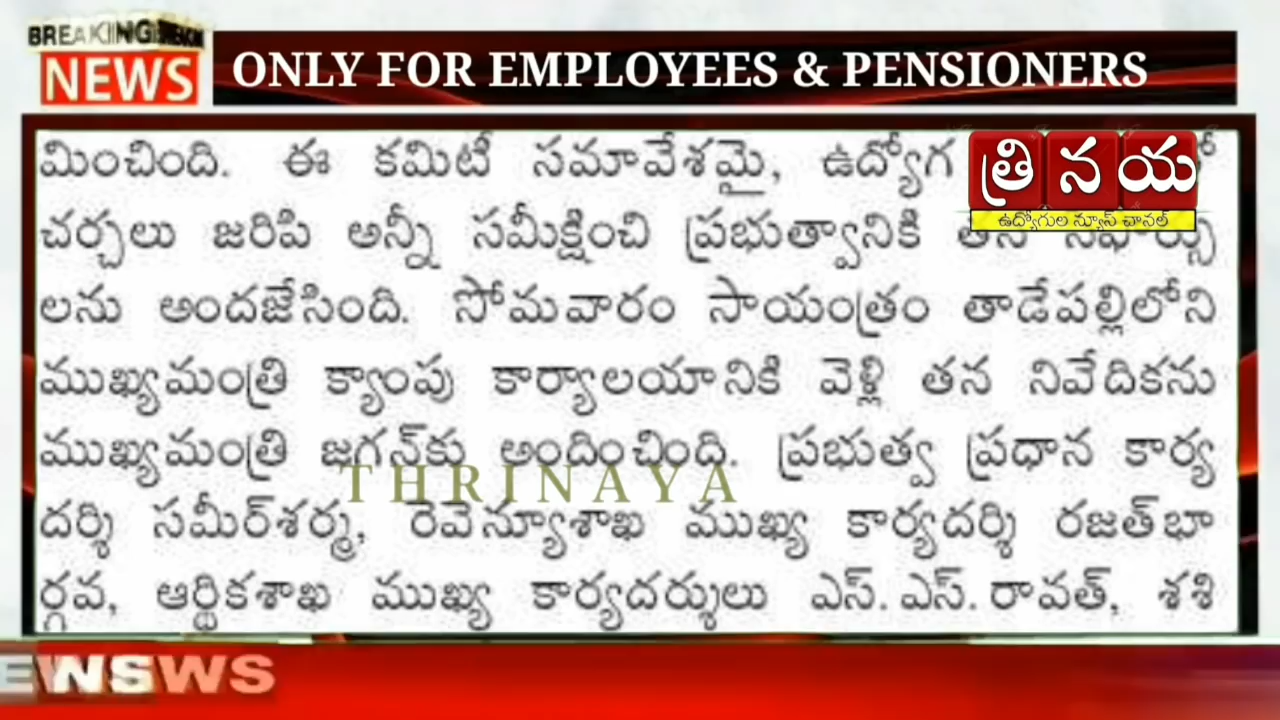 BREAKING
NEWS
ONLY FOR EMPLOYEES & PENSIONERS
త్రినయ
ఉద్యోగుల న్యూస్ చానల్
మించింది. ఈ కమిటీ సమావేశమై, ఉద్యోగ
చర్చలు జరిపి అన్నీ సమీక్షించి ప్రభుత్వానికి తన సిఫార్సు
లను అందజేసింది. సోమవారం సాయంత్రం తాడేపల్లిలోని
ముఖ్యమంత్రి క్యాంపు కార్యాలయానికి వెళ్లి తన నివేదికను
ముఖ్యమంత్రి జగన్‌కు అందించింది. ప్రభుత్వ ప్రధాన కార్య
THRINAYA
దర్శి సమీర్‌శర్మ, రెవెన్యూశాఖ ముఖ్య కార్యదర్శి రజత్‌భా
ర్గవ, ఆర్థికశాఖ ముఖ్య కార్యదర్శులు ఎస్.ఎస్.రావత్, శశి